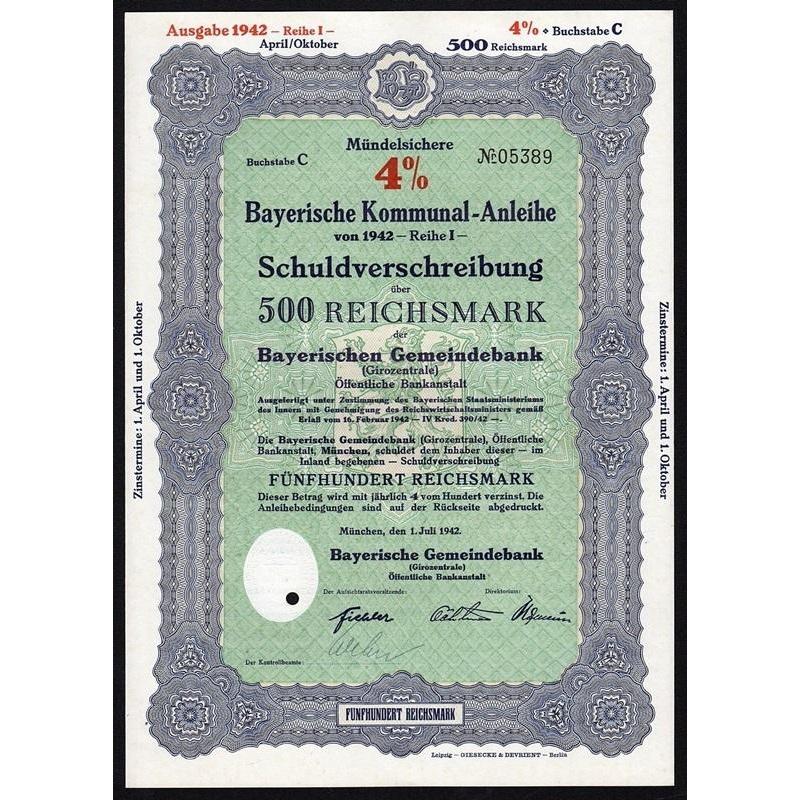 Ausgabe 1942 – Reihe I –
April/Oktober
4% ❖ Buchstabe C
500 Reichsmark
Mündelsichere
Buchstabe C
№ 05389
4%
Bayerische Kommunal-Anleihe
von 1942 – Reihe I –
Schuldverschreibung
über
500 REICHSMARK
der
Bayerischen Gemeindebank
(Girozentrale)
Öffentliche Bankanstalt
Ausgefertigt unter Zustimmung des Bayerischen Staatsministeriums
des Innern mit Genehmigung des Reichswirtschaftsministers gemäß
Erlaß vom 16. Februar 1942 — IV Kred. 390/42 —.
Die Bayerische Gemeindebank (Girozentrale), Öffentliche
Bankanstalt, München, schuldet dem Inhaber dieser — im
Inland begebenen — Schuldverschreibung
FÜNFHUNDERT REICHSMARK
Dieser Betrag wird mit jährlich 4 vom Hundert verzinst. Die
Anleihebedingungen sind auf der Rückseite abgedruckt.
München, den 1. Juli 1942.
Bayerische Gemeindebank
(Girozentrale)
Öffentliche Bankanstalt
Der Aufsichtsratsvorsitzende:
Direktorium:
Der Kontrollbeamte:
FÜNFHUNDERT REICHSMARK
Leipzig – GIESECKE & DEVRIENT – Berlin
Zinstermine: 1. April und 1. Oktober
Zinstermine: 1. April und 1. Oktober